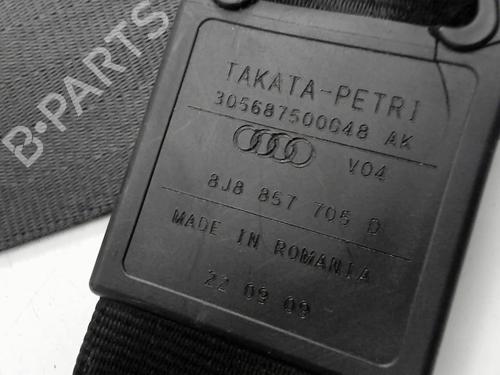 B-PARTS
TAKATA-PETRI
305687500048 AK
V04
8J8 857 705 D
MADE IN ROMANIA
22 09 09